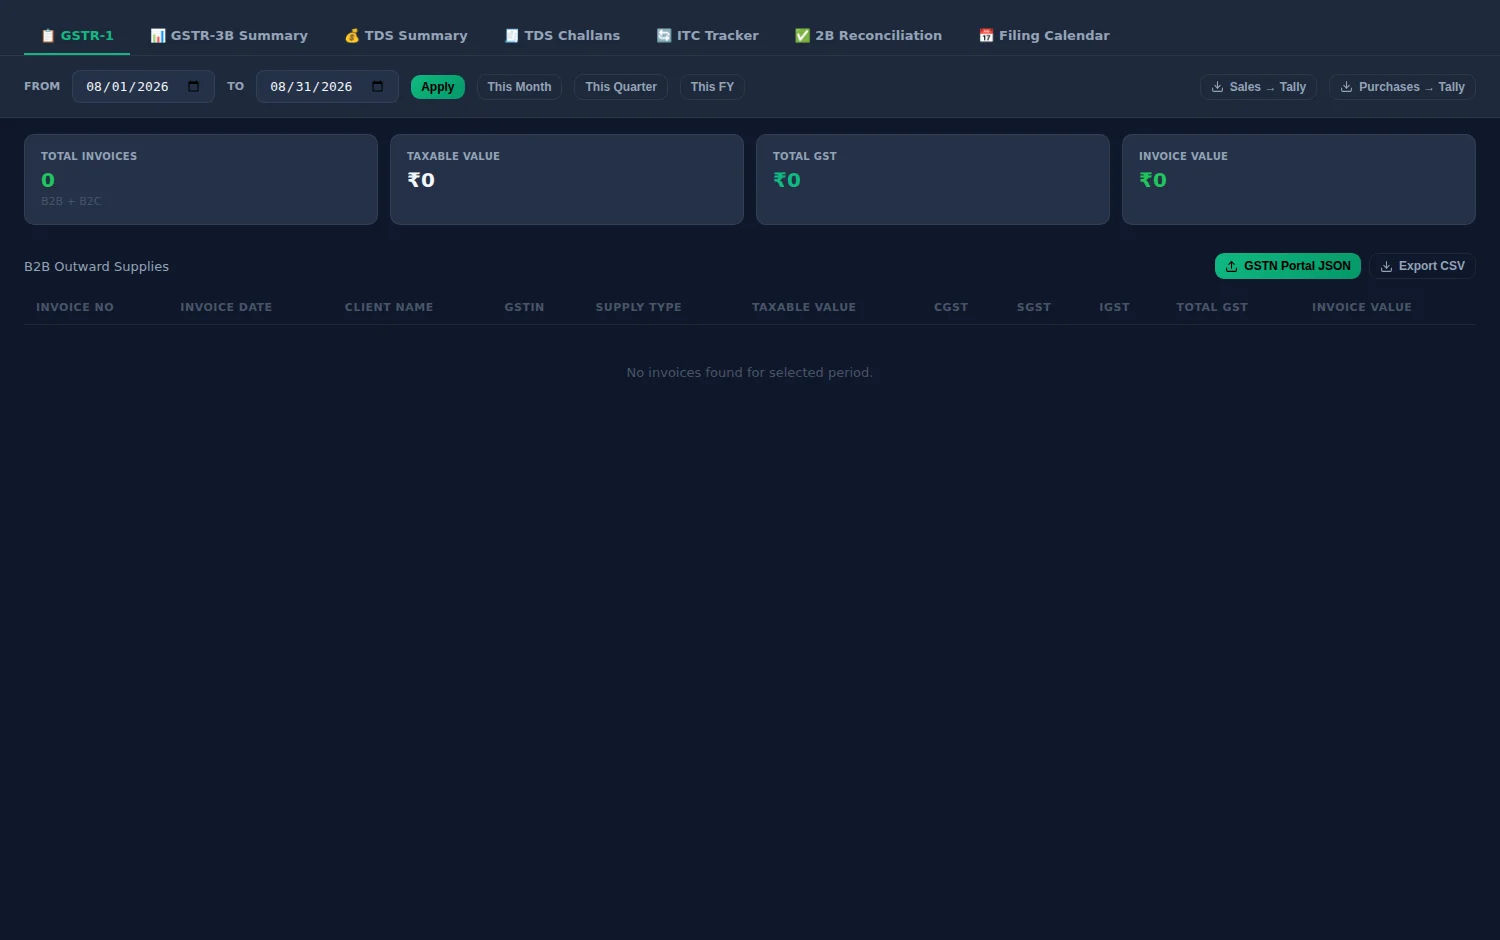 📋 GSTR-1 📊 GSTR-3B Summary 💰 TDS Summary 🧾 TDS Challans 🔄 ITC Tracker ✅ 2B Reconciliation 📅 Filing Calendar
FROM 08/01/2026 TO 08/31/2026 Apply This Month This Quarter This FY Sales → Tally Purchases → Tally
TOTAL INVOICES
0
B2B + B2C
TAXABLE VALUE
₹0
TOTAL GST
₹0
INVOICE VALUE
₹0
B2B Outward Supplies GSTN Portal JSON Export CSV
INVOICE NO INVOICE DATE CLIENT NAME GSTIN SUPPLY TYPE TAXABLE VALUE CGST SGST IGST TOTAL GST INVOICE VALUE
No invoices found for selected period.